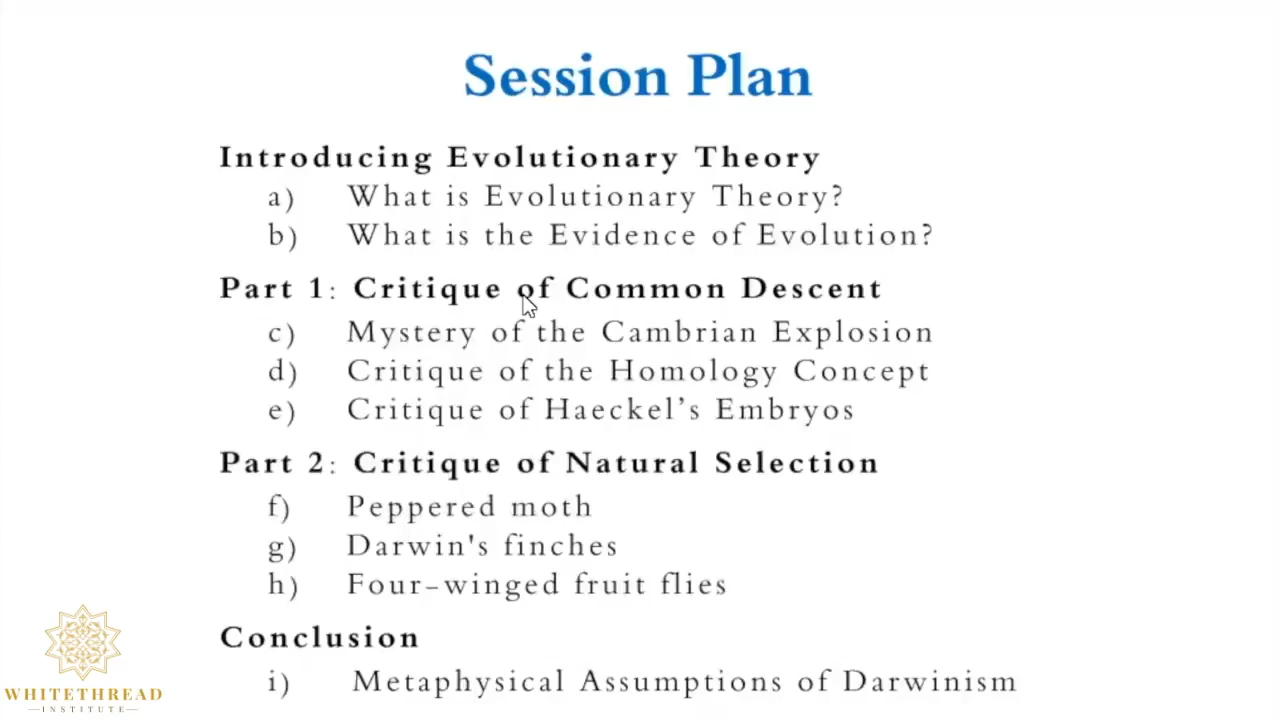 Session Plan
Introducing Evolutionary Theory
a) What is Evolutionary Theory?
b) What is the Evidence of Evolution?
Part 1: Critique of Common Descent
c) Mystery of the Cambrian Explosion
d) Critique of the Homology Concept
e) Critique of Haeckel's Embryos
Part 2: Critique of Natural Selection
f) Peppered moth
g) Darwin's finches
h) Four-winged fruit flies
Conclusion
i) Metaphysical Assumptions of Darwinism
WHITETHREAD
—INSTITUTE—